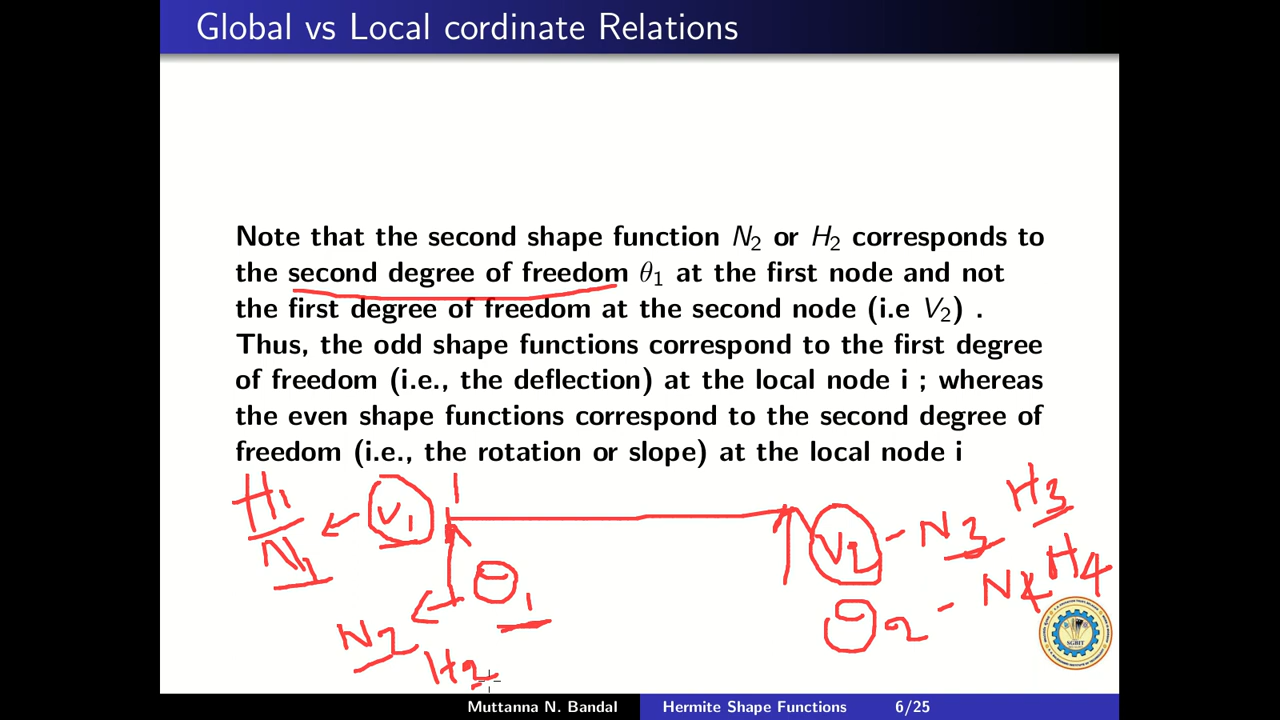 Global vs Local cordinate Relations
Note that the second shape function N₂ or H₂ corresponds to
the second degree of freedom θ₁ at the first node and not
the first degree of freedom at the second node (i.e V₂) .
Thus, the odd shape functions correspond to the first degree
of freedom (i.e., the deflection) at the local node i ; whereas
the even shape functions correspond to the second degree of
freedom (i.e., the rotation or slope) at the local node i
H1
N1
V1
1
θ1
N2
H2
V2 - N3 H3
θ2 - N4 H4
SGBIT
Muttanna N. Bandal Hermite Shape Functions 6/25